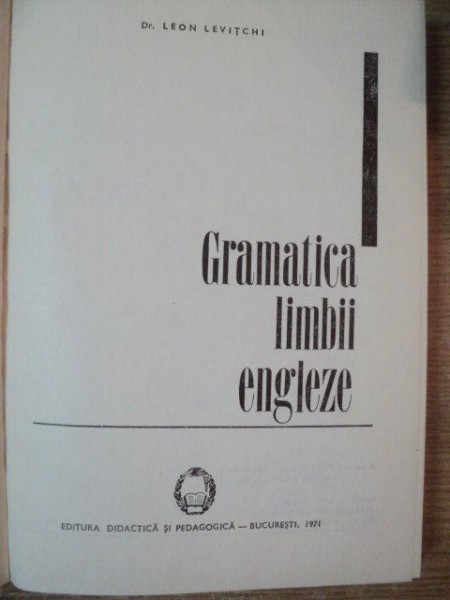 Dr. LEON LEVIȚCHI
Gramatica
limbii
engleze
EDITURA DIDACTICĂ ȘI PEDAGOGICĂ — BUCUREȘTI, 1971